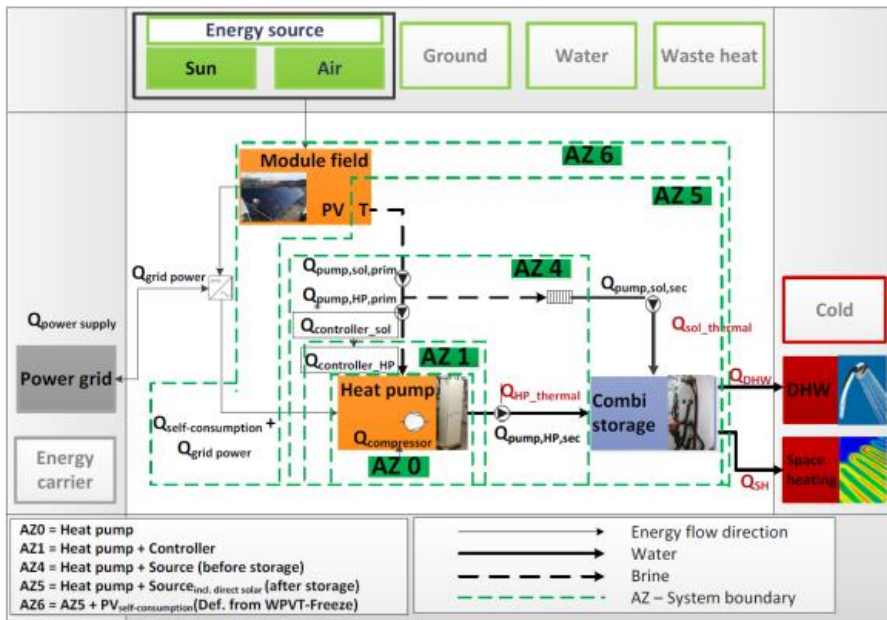 Energy source
Sun
Air
Ground
Water
Waste heat
AZ 6
Module field
PV T
AZ 5
Qgrid power
Qpump,sol,prim
AZ 4
Qpump,sol,sec
Qpump,HP,prim
Cold
Qpower supply
Qcontroller_sol
Qsol_thermal
Power grid
Qcontroller_HP
AZ 1
QDHW
DHW
Heat pump
QHP_thermal
Combi
storage
Qself-consumption +
Qgrid power
Qcompressor
Qpump,HP,sec
AZ 0
Energy
carrier
Space
heating
QSH
AZ0 = Heat pump
AZ1 = Heat pump + Controller
AZ4 = Heat pump + Source (before storage)
AZ5 = Heat pump + Sourceincl. direct solar (after storage)
AZ6 = AZ5 + PVself-consumption(Def. from WPVT-Freeze)
Energy flow direction
Water
Brine
AZ – System boundary